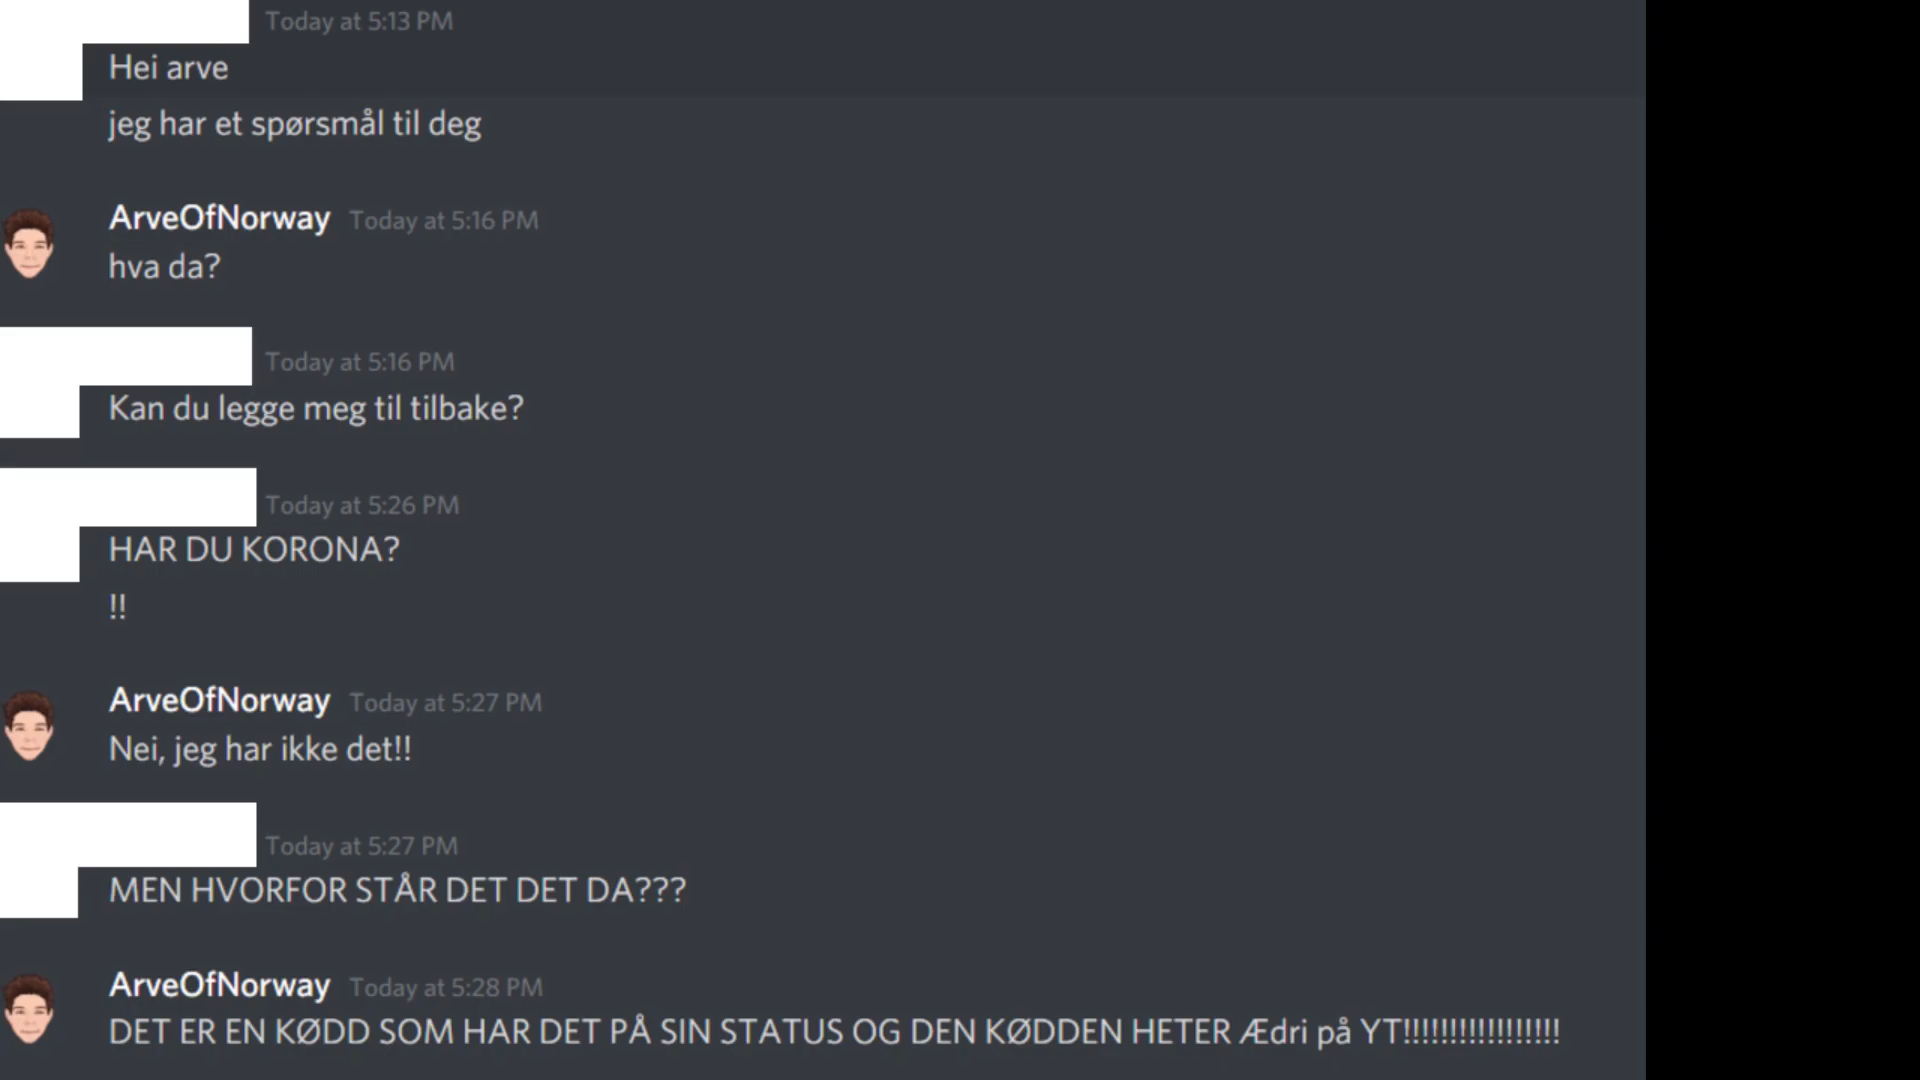 Today at 5:13 PM
Hei arve
jeg har et spørsmål til deg
ArveOfNorway Today at 5:16 PM
hva da?
Today at 5:16 PM
Kan du legge meg til tilbake?
Today at 5:26 PM
HAR DU KORONA?
!!
ArveOfNorway Today at 5:27 PM
Nei, jeg har ikke det!!
Today at 5:27 PM
MEN HVORFOR STÅR DET DET DA???
ArveOfNorway Today at 5:28 PM
DET ER EN KØDD SOM HAR DET PÅ SIN STATUS OG DEN KØDDEN HETER Ædri på YT!!!!!!!!!!!!!!!!!